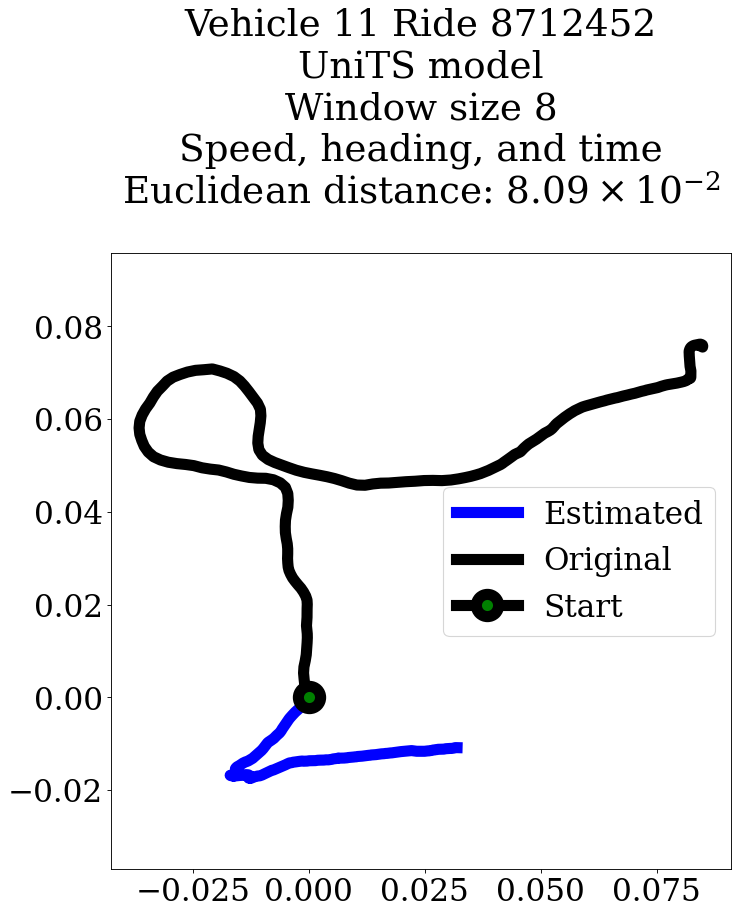 Vehicle 11 Ride 8712452
UniTS model
Window size 8
Speed, heading, and time
Euclidean distance: 8.09 × 10⁻²
0.08
0.06
0.04
0.02
0.00
−0.02
Estimated
Original
Start
−0.025 0.000 0.025 0.050 0.075